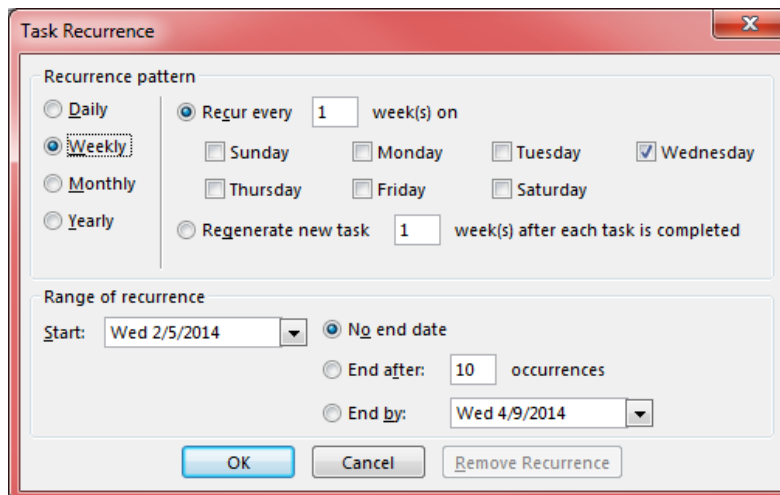 Task Recurrence
X
Recurrence pattern
Daily
Recur every 1 week(s) on
Weekly
Sunday Monday Tuesday Wednesday
Monthly
Thursday Friday Saturday
Yearly
Regenerate new task 1 week(s) after each task is completed
Range of recurrence
Start: Wed 2/5/2014
No end date
End after: 10 occurrences
End by: Wed 4/9/2014
OK Cancel Remove Recurrence